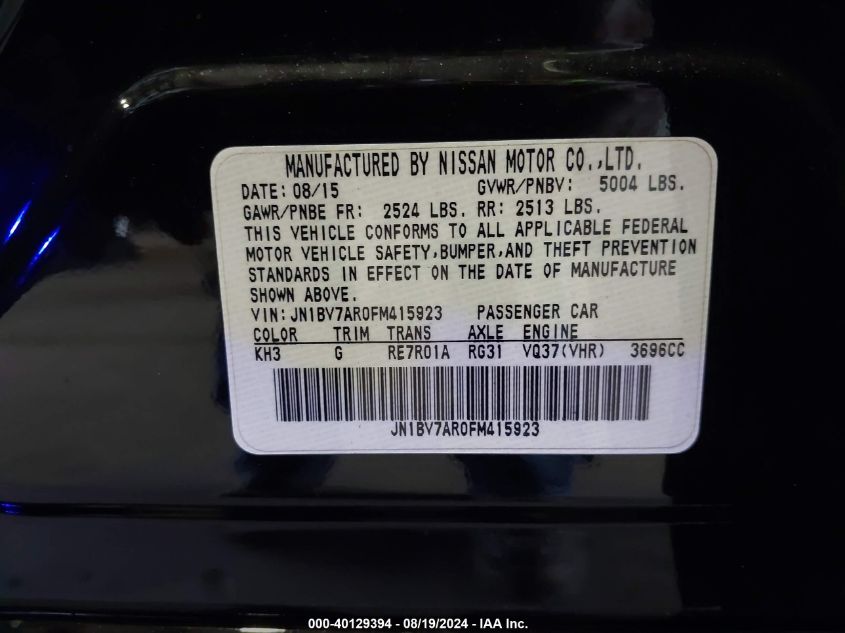 MANUFACTURED BY NISSAN MOTOR CO.,LTD.
DATE: 08/15 GVWR/PNBV: 5004 LBS.
GAWR/PNBE FR: 2524 LBS. RR: 2513 LBS.
THIS VEHICLE CONFORMS TO ALL APPLICABLE FEDERAL
MOTOR VEHICLE SAFETY,BUMPER,AND THEFT PREVENTION
STANDARDS IN EFFECT ON THE DATE OF MANUFACTURE
SHOWN ABOVE.
VIN:JN1BV7AR0FM415923 PASSENGER CAR
COLOR TRIM TRANS AXLE ENGINE
KH3 G RE7R01A RG31 VQ37(VHR) 3696CC
JN1BV7AR0FM415923
000-40129394 - 08/19/2024 - IAA Inc.